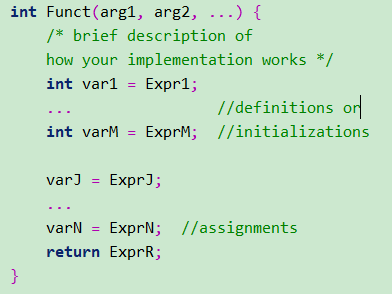 int Funct(arg1, arg2, ...) {
/* brief description of
how your implementation works */
int var1 = Expr1;
... //definitions or
int varM = ExprM; //initializations
varJ = ExprJ;
...
varN = ExprN; //assignments
return ExprR;
}